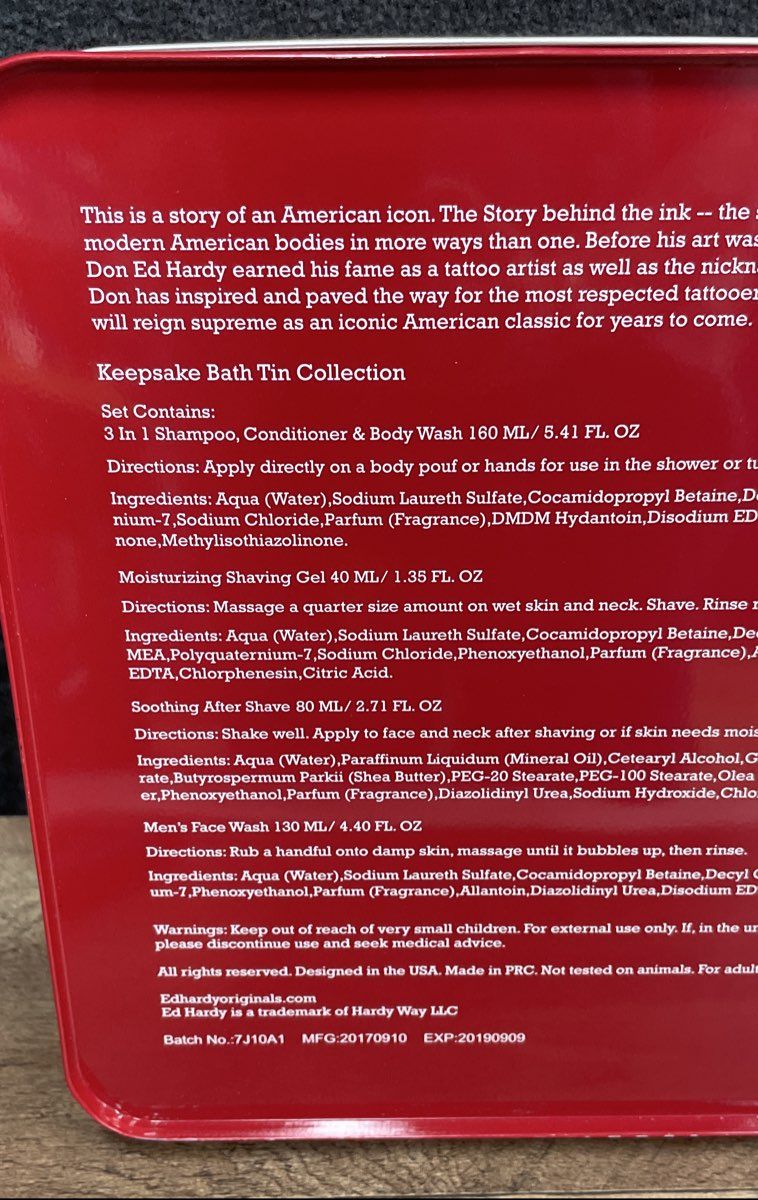 This is a story of an American icon. The Story behind the ink -- the
modern American bodies in more ways than one. Before his art was
Don Ed Hardy earned his fame as a tattoo artist as well as the
Don has inspired and paved the way for the most respected
will reign supreme as an iconic American classic for years to come.
Keepsake Bath Tin Collection
Set Contains:
3 In 1 Shampoo, Conditioner & Body Wash 160 ML/ 5.41 FL. OZ
Directions: Apply directly on a body pouf or hands for use in the shower or
Ingredients: Aqua (Water),Sodium Laureth Sulfate,Cocamidopropyl Betaine,
nium-7,Sodium Chloride,Parfum (Fragrance),DMDM Hydantoin,Disodium
none,Methylisothiazolinone.
Moisturizing Shaving Gel 40 ML/ 1.35 FL. OZ
Directions: Massage a quarter size amount on wet skin and neck. Shave. Rinse
Ingredients: Aqua (Water),Sodium Laureth Sulfate,Cocamidopropyl Betaine,
MEA,Polyquaternium-7,Sodium Chloride,Phenoxyethanol,Parfum (Fragrance),
EDTA,Chlorphenesin,Citric Acid.
Soothing After Shave 80 ML/ 2.71 FL. OZ
Directions: Shake well. Apply to face and neck after shaving or if skin needs
Ingredients: Aqua (Water),Paraffinum Liquidum (Mineral Oil),Cetearyl Alcohol,
rate,Butyrospermum Parkii (Shea Butter),PEG-20 Stearate,PEG-100 Stearate,Olea
er,Phenoxyethanol,Parfum (Fragrance),Diazolidinyl Urea,Sodium Hydroxide,
Men's Face Wash 130 ML/ 4.40 FL. OZ
Directions: Rub a handful onto damp skin, massage until it bubbles up, then rinse.
Ingredients: Aqua (Water),Sodium Laureth Sulfate,Cocamidopropyl Betaine,Decyl
um-7,Phenoxyethanol,Parfum (Fragrance),Allantoin,Diazolidinyl Urea,Disodium
Warnings: Keep out of reach of very small children. For external use only. If, in the
please discontinue use and seek medical advice.
All rights reserved. Designed in the USA. Made in PRC. Not tested on animals. For
Edhardyoriginals.com
Ed Hardy is a trademark of Hardy Way LLC
Batch No.:7J10A1 MFG:20170910 EXP:20190909